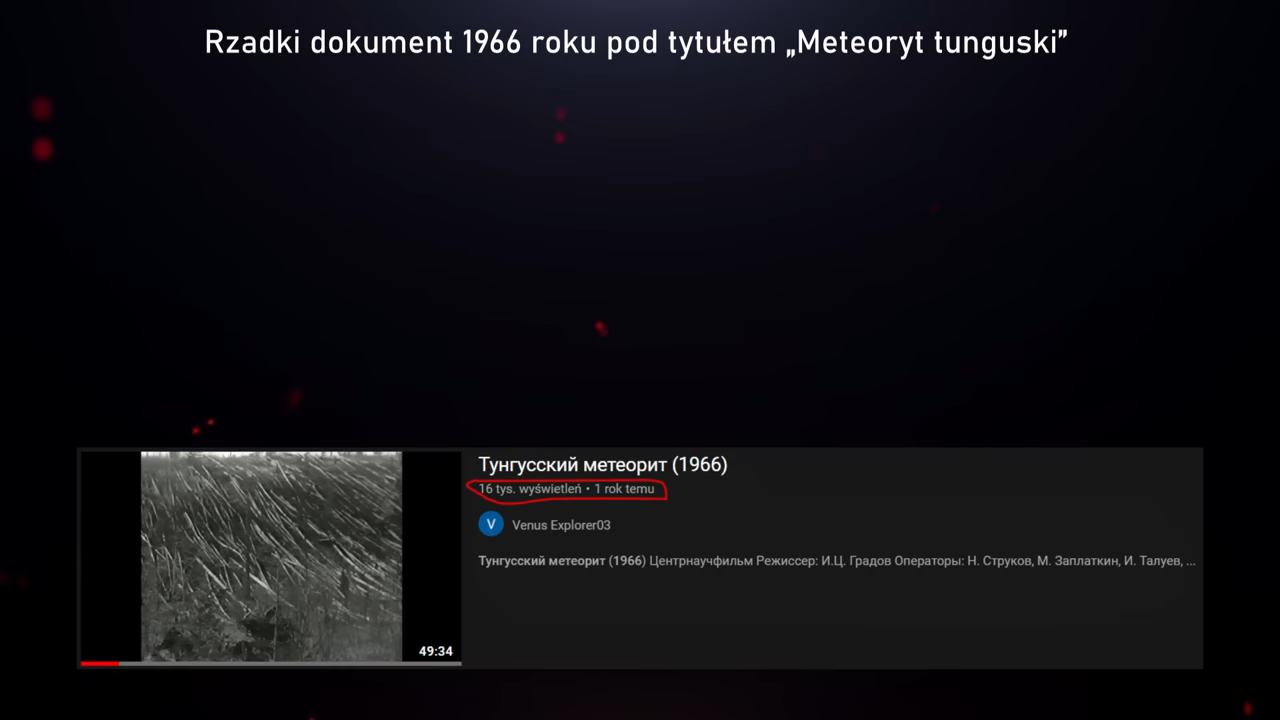 Rzadki dokument 1966 roku pod tytułem „Meteoryt tunguski”
Тунгусский метеорит (1966)
16 tys. wyświetleń • 1 rok temu
V Venus Explorer03
Тунгусский метеорит (1966) Центрнаучфильм Режиссер: И.Ц. Градов Операторы: Н. Струков, М. Заплаткин, И. Талуев, ...
49:34